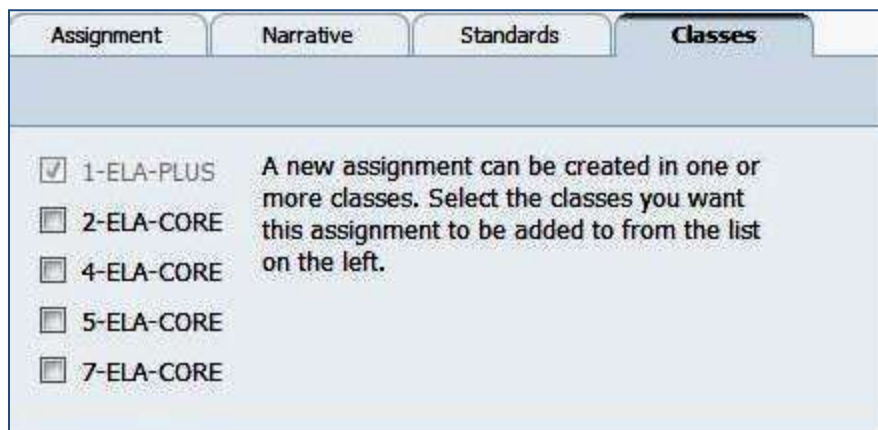 Assignment Narrative Standards Classes
1-ELA-PLUS
2-ELA-CORE
4-ELA-CORE
5-ELA-CORE
7-ELA-CORE
A new assignment can be created in one or
more classes. Select the classes you want
this assignment to be added to from the list
on the left.